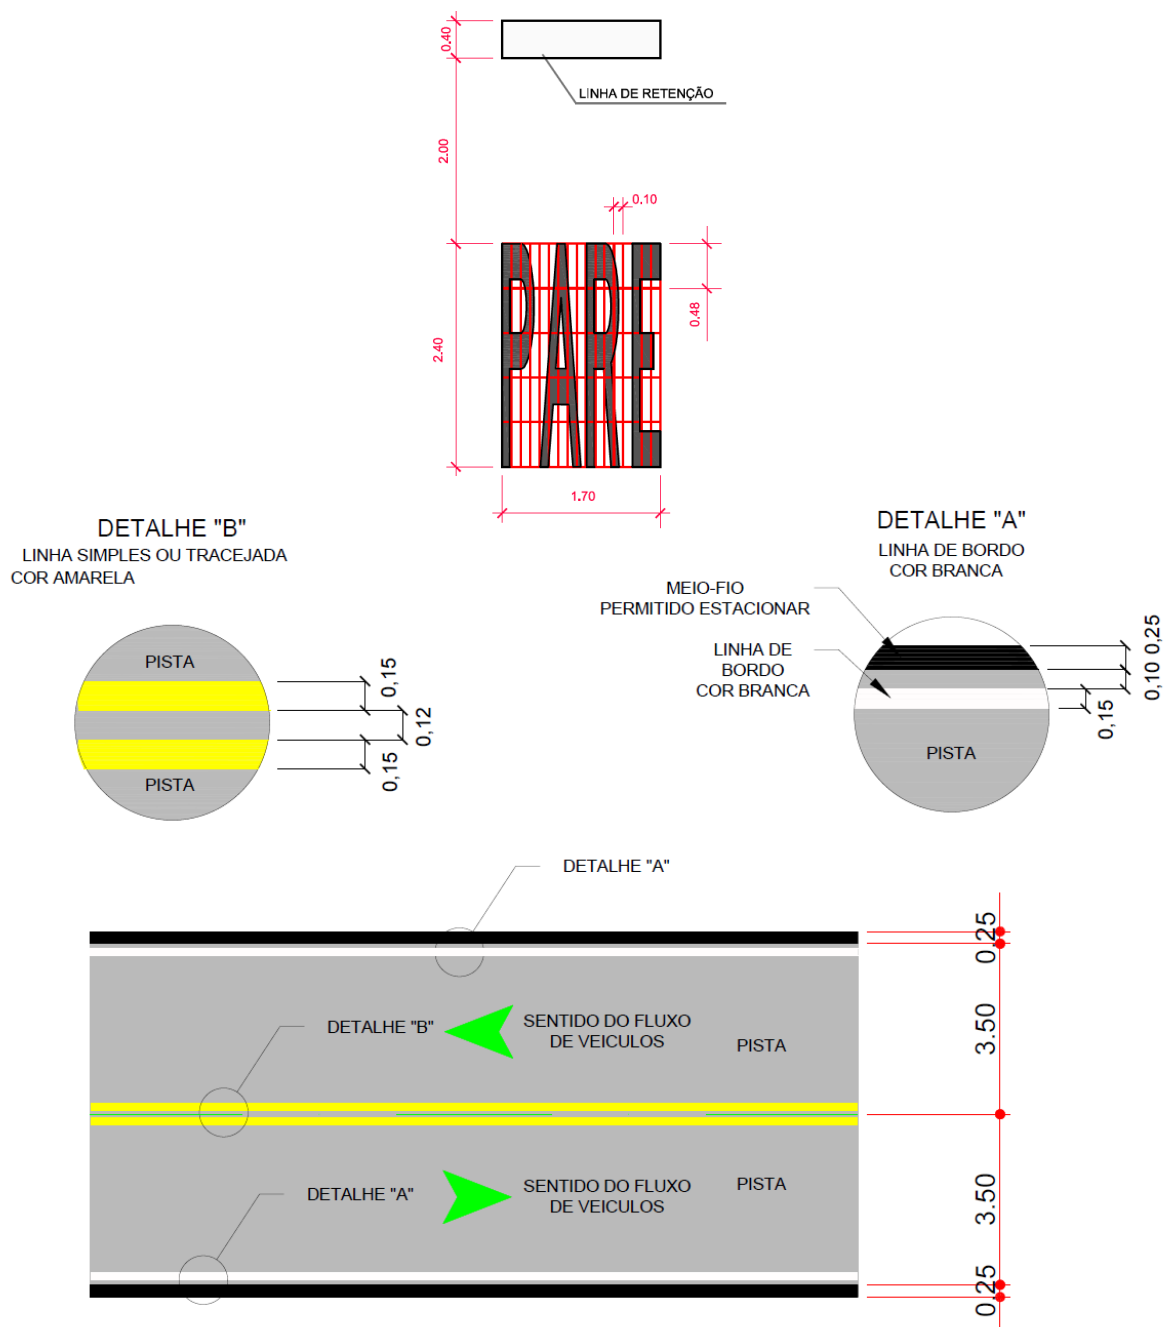 0.40
LINHA DE RETENÇÃO
2.00
0.10
PARE
0.48
2.40
1.70
DETALHE "B"
LINHA SIMPLES OU TRACEJADA
COR AMARELA
PISTA
0,15
0,12
0,15
PISTA
DETALHE "A"
LINHA DE BORDO
COR BRANCA
MEIO-FIO
PERMITIDO ESTACIONAR
LINHA DE
BORDO
COR BRANCA
0,25
0,10
0,15
PISTA
DETALHE "A"
0.25
DETALHE "B"
SENTIDO DO FLUXO
DE VEICULOS
PISTA
3.50
DETALHE "A"
SENTIDO DO FLUXO
DE VEICULOS
PISTA
3.50
0.25